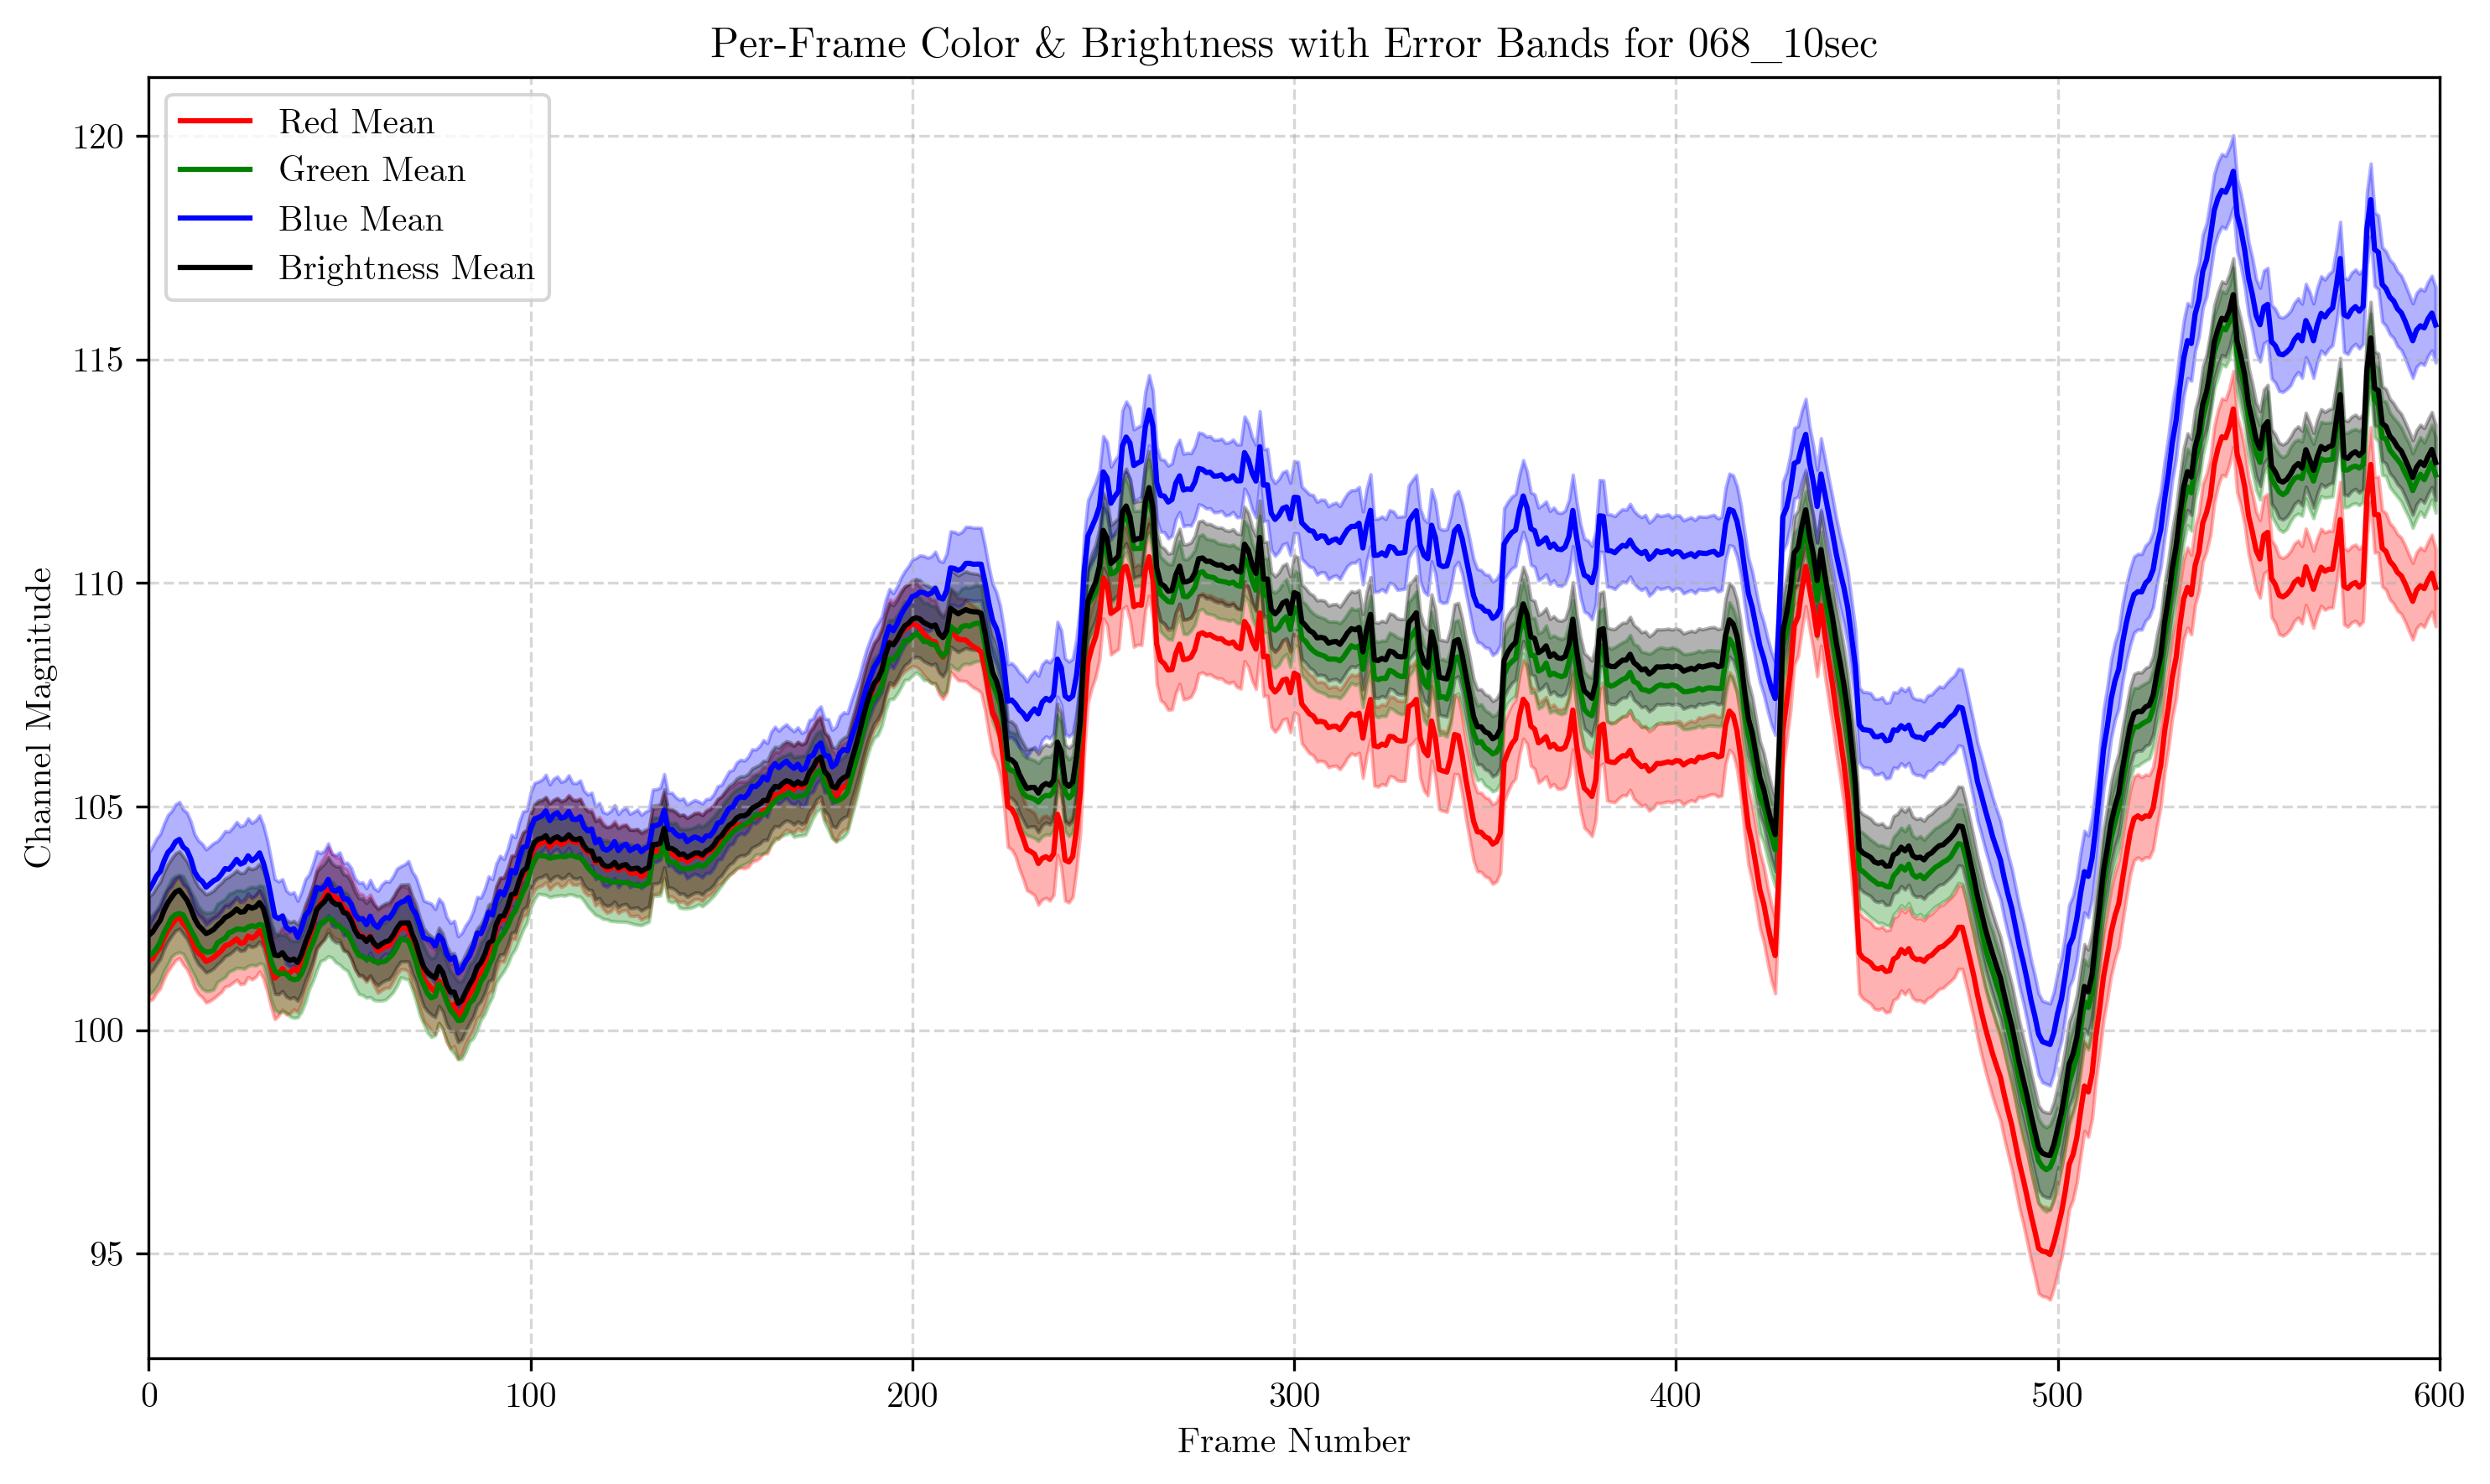 Per-Frame Color & Brightness with Error Bands for 068_10sec
Red Mean
Green Mean
Blue Mean
Brightness Mean
Channel Magnitude
120
115
110
105
100
95
0 100 200 300 400 500 600
Frame Number